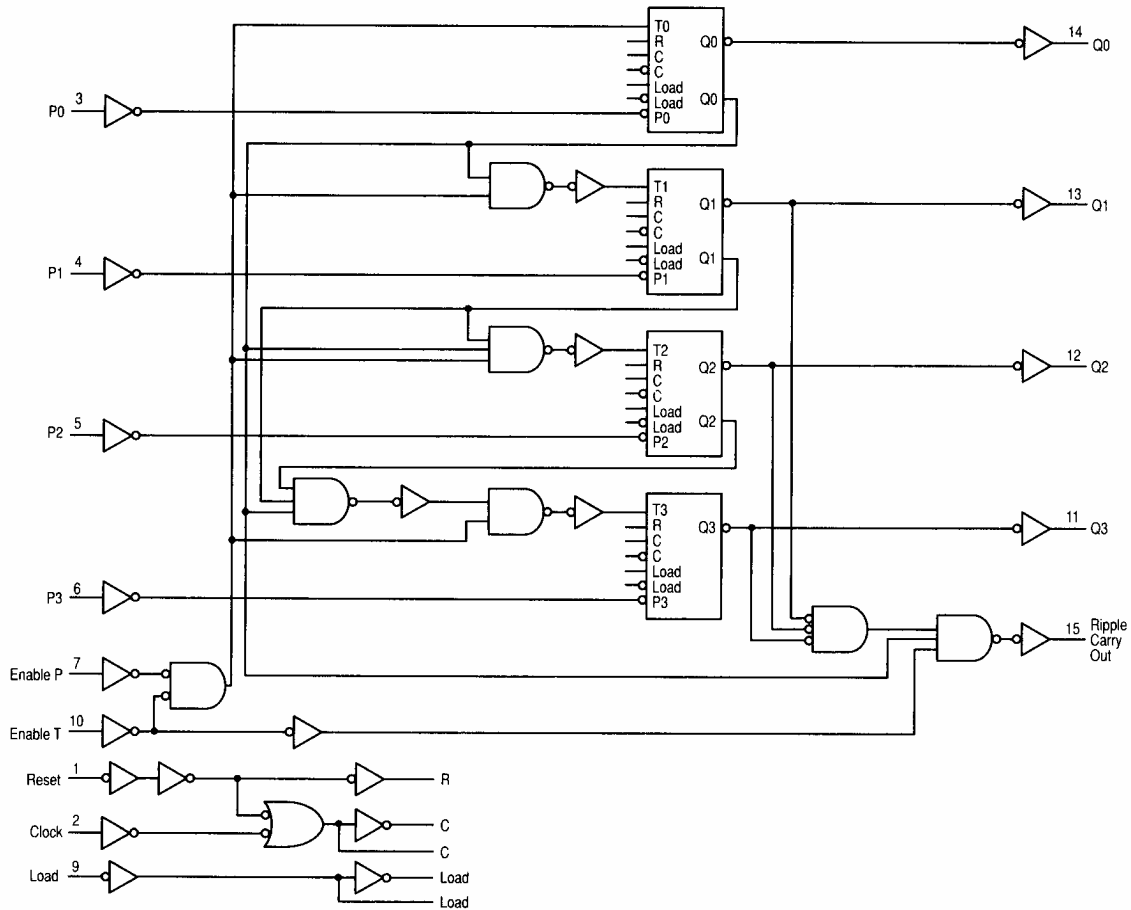 T0
R
C
C
Load
Load
P0
Q0
Q0
14
Q0
P0
3
T1
R
C
C
Load
Load
P1
Q1
Q1
13
Q1
P1
4
T2
R
C
C
Load
Load
P2
Q2
Q2
12
Q2
P2
5
T3
R
C
C
Load
Load
P3
Q3
11
Q3
P3
6
15
Ripple
Carry
Out
Enable P
7
Enable T
10
Reset
1
R
Clock
2
C
C
Load
9
Load
Load